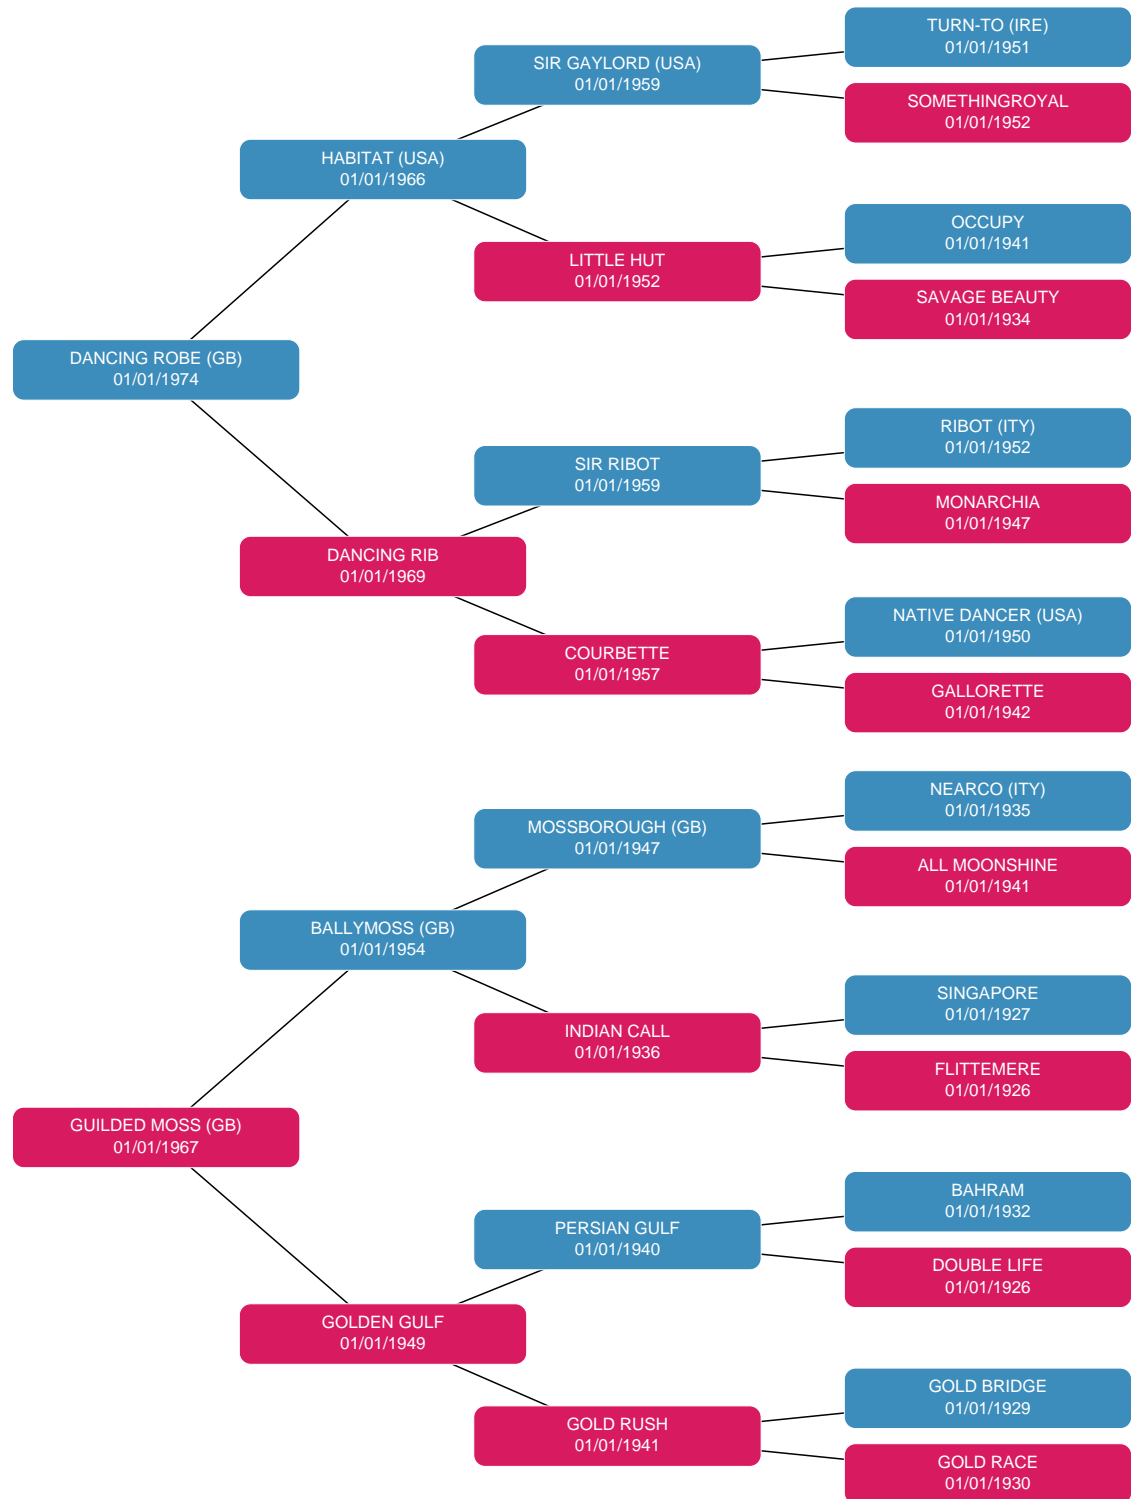 TURN-TO (IRE)
01/01/1951
SIR GAYLORD (USA)
01/01/1959
SOMETHINGROYAL
01/01/1952
HABITAT (USA)
01/01/1966
OCCUPY
01/01/1941
LITTLE HUT
01/01/1952
SAVAGE BEAUTY
01/01/1934
DANCING ROBE (GB)
01/01/1974
RIBOT (ITY)
01/01/1952
SIR RIBOT
01/01/1959
MONARCHIA
01/01/1947
DANCING RIB
01/01/1969
NATIVE DANCER (USA)
01/01/1950
COURBETTE
01/01/1957
GALLORETTE
01/01/1942
NEARCO (ITY)
01/01/1935
MOSSBOROUGH (GB)
01/01/1947
ALL MOONSHINE
01/01/1941
BALLYMOSS (GB)
01/01/1954
SINGAPORE
01/01/1927
INDIAN CALL
01/01/1936
FLITTEMERE
01/01/1926
GUILDED MOSS (GB)
01/01/1967
BAHRAM
01/01/1932
PERSIAN GULF
01/01/1940
DOUBLE LIFE
01/01/1926
GOLDEN GULF
01/01/1949
GOLD BRIDGE
01/01/1929
GOLD RUSH
01/01/1941
GOLD RACE
01/01/1930